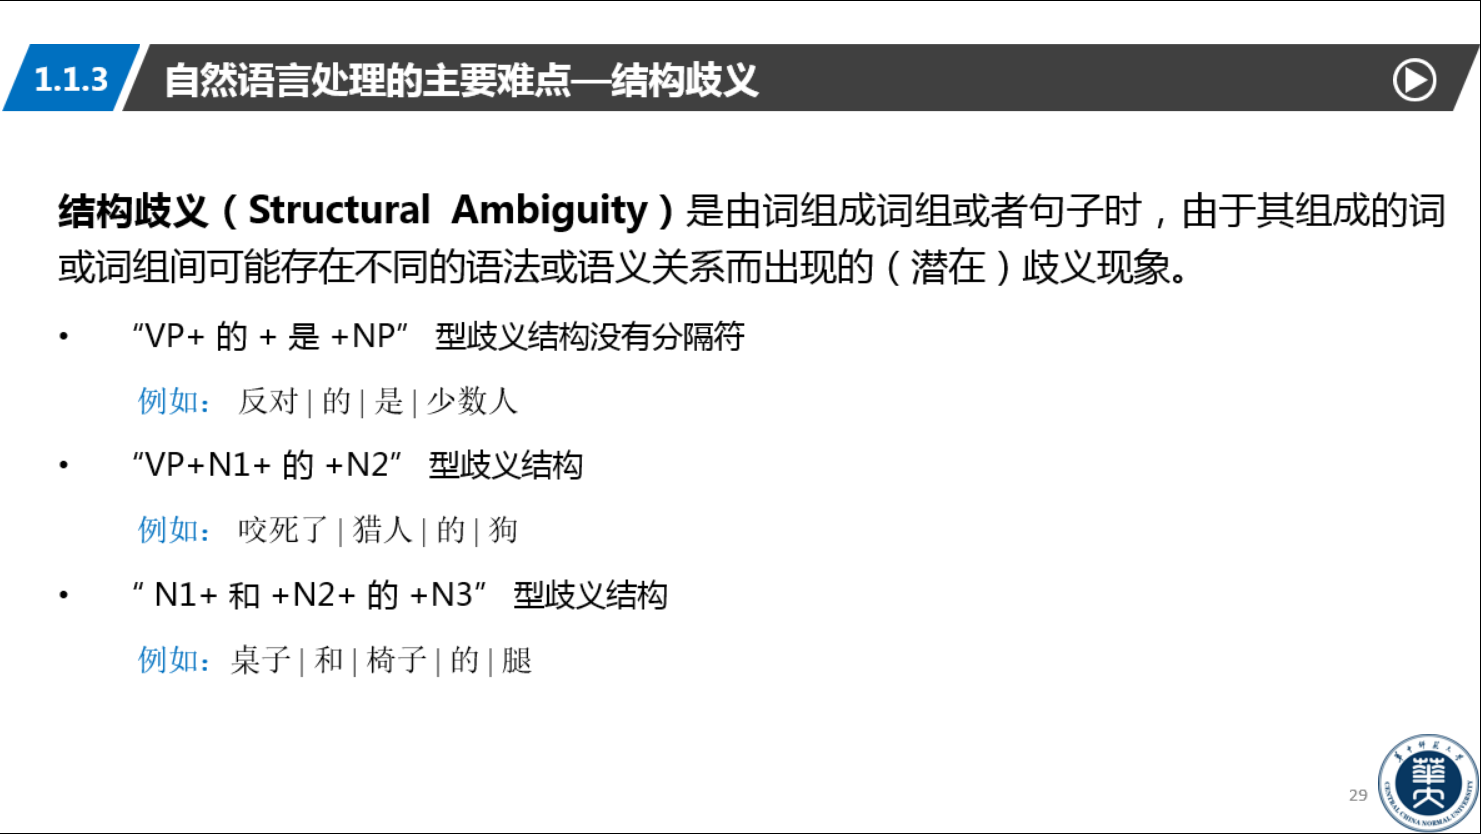 1.1.3 自然语言处理的主要难点—结构歧义
结构歧义（Structural Ambiguity）是由词组成词组或者句子时，由于其组成的词
或词组间可能存在不同的语法或语义关系而出现的（潜在）歧义现象。
• “VP+ 的 + 是 +NP” 型歧义结构没有分隔符
例如： 反对 | 的 | 是 | 少数人
• “VP+N1+ 的 +N2” 型歧义结构
例如： 咬死了 | 猎人 | 的 | 狗
• “ N1+ 和 +N2+ 的 +N3” 型歧义结构
例如：桌子 | 和 | 椅子 | 的 | 腿
29
华中师范大学
CENTRAL CHINA NORMAL UNIVERSITY